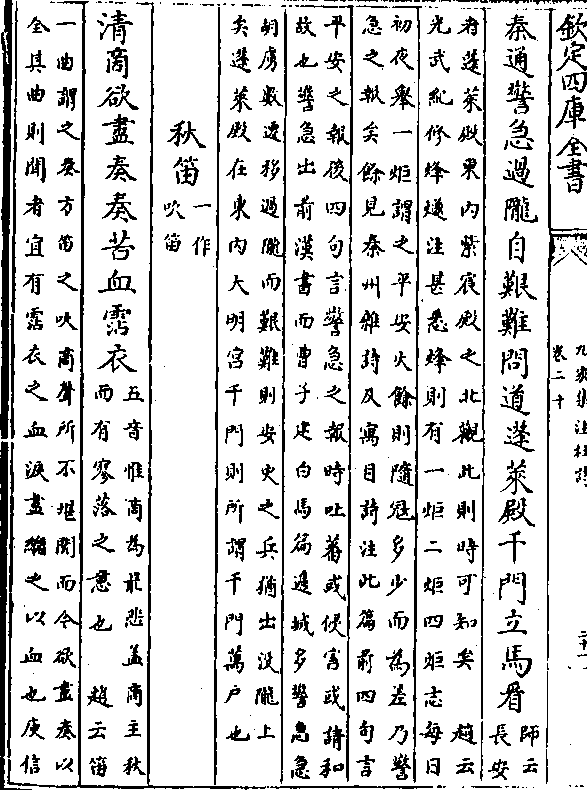 欽定四庫全書
九家集注杜詩
卷二十
秦通警急過隴自艱難問道蓬萊殿千門立馬看師云
長安
有蓬萊殿東内紫宸殿之北觀此則時可知矣 趙云
光武紀修烽燧注甚悉烽則有一炬二炬四炬志每日
初夜舉一炬謂之平安火餘則隨冦多少而為差乃警
急之報矣餘見秦州雜詩及寓目詩注此篇前四句言
平安之報後四句言警急之報時吐蕃或侵害或請和
故也警急出前漢書而曹子建白馬篇邊城多警急急
胡虜數遷移過隴而艱難則安史之兵猶出没隴上
矣蓬萊殿在東内大明宫千門則所謂千門萬户也
秋笛一作
吹笛
清商欲盡奏奏苦血霑衣五音惟商為最悲盖商主秋
而有寥落之意也 趙云笛
一曲謂之奏方笛之吹商聲所不堪聞而今欲盡奏以
全其曲則聞者宜有霑衣之血淚盡繼之以血也庾信